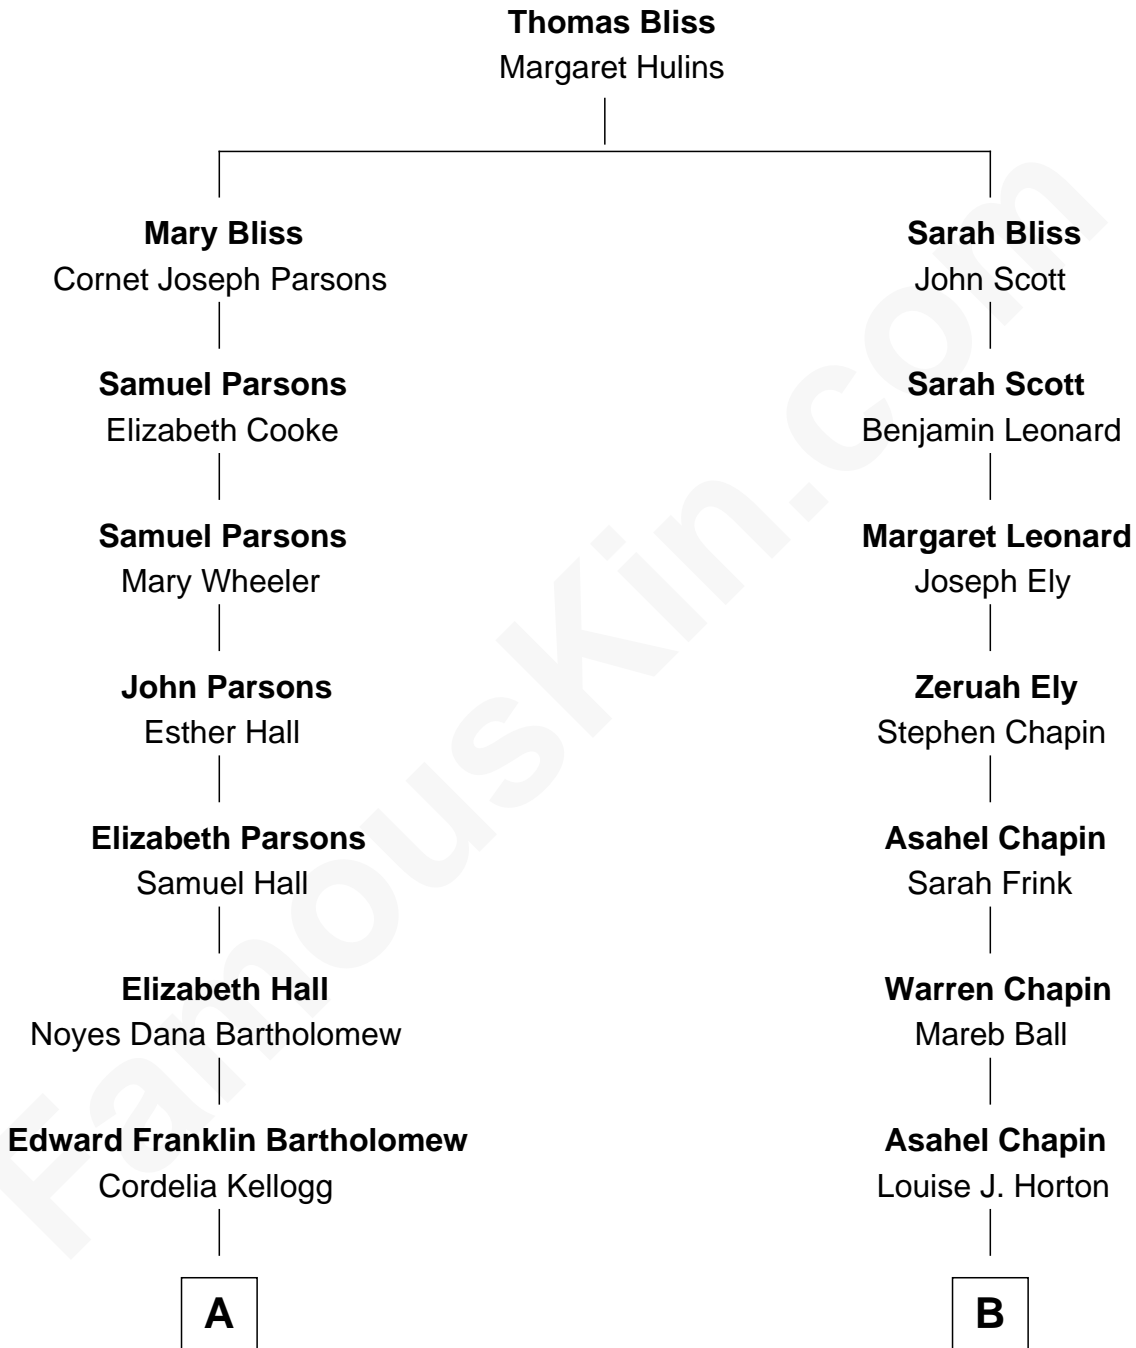 Thomas Bliss
Margaret Hulins
Mary Bliss
Cornet Joseph Parsons
Samuel Parsons
Elizabeth Cooke
Samuel Parsons
Mary Wheeler
John Parsons
Esther Hall
Elizabeth Parsons
Samuel Hall
Elizabeth Hall
Noyes Dana Bartholomew
Edward Franklin Bartholomew
Cordelia Kellogg
A
Sarah Bliss
John Scott
Sarah Scott
Benjamin Leonard
Margaret Leonard
Joseph Ely
Zeruah Ely
Stephen Chapin
Asahel Chapin
Sarah Frink
Warren Chapin
Mareb Ball
Asahel Chapin
Louise J. Horton
B
FamousKin.com